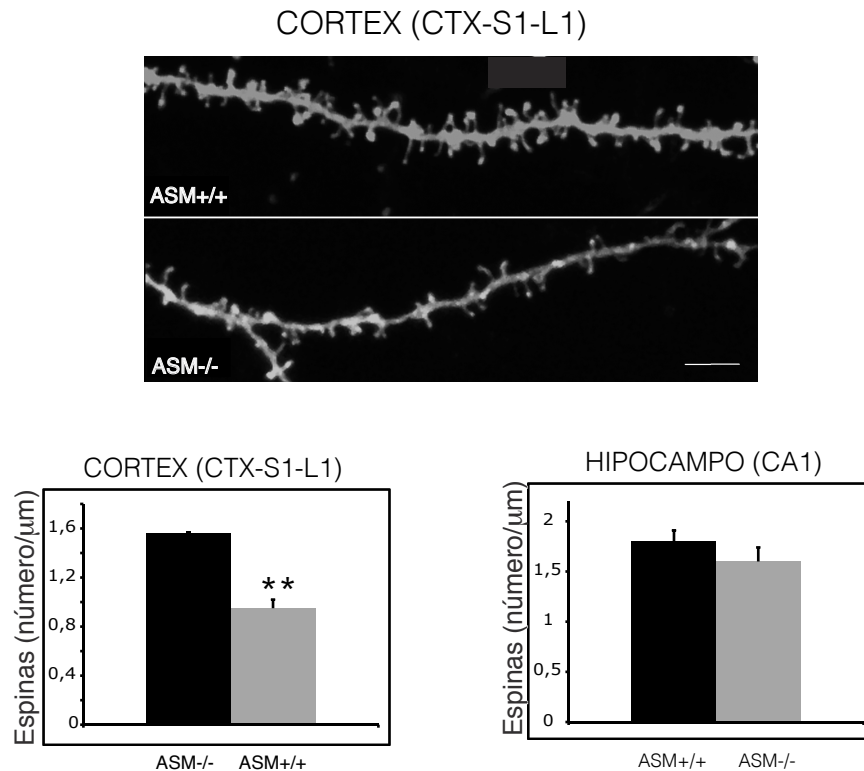 CORTEX (CTX-S1-L1)
ASM+/+
ASM-/-
CORTEX (CTX-S1-L1)
Espinas (número/µm)
1,6
1,2
0,8
0,4
0
**
ASM-/- ASM+/+
HIPOCAMPO (CA1)
Espinas (número/µm)
2
1,5
1
0,5
0
ASM+/+ ASM-/-